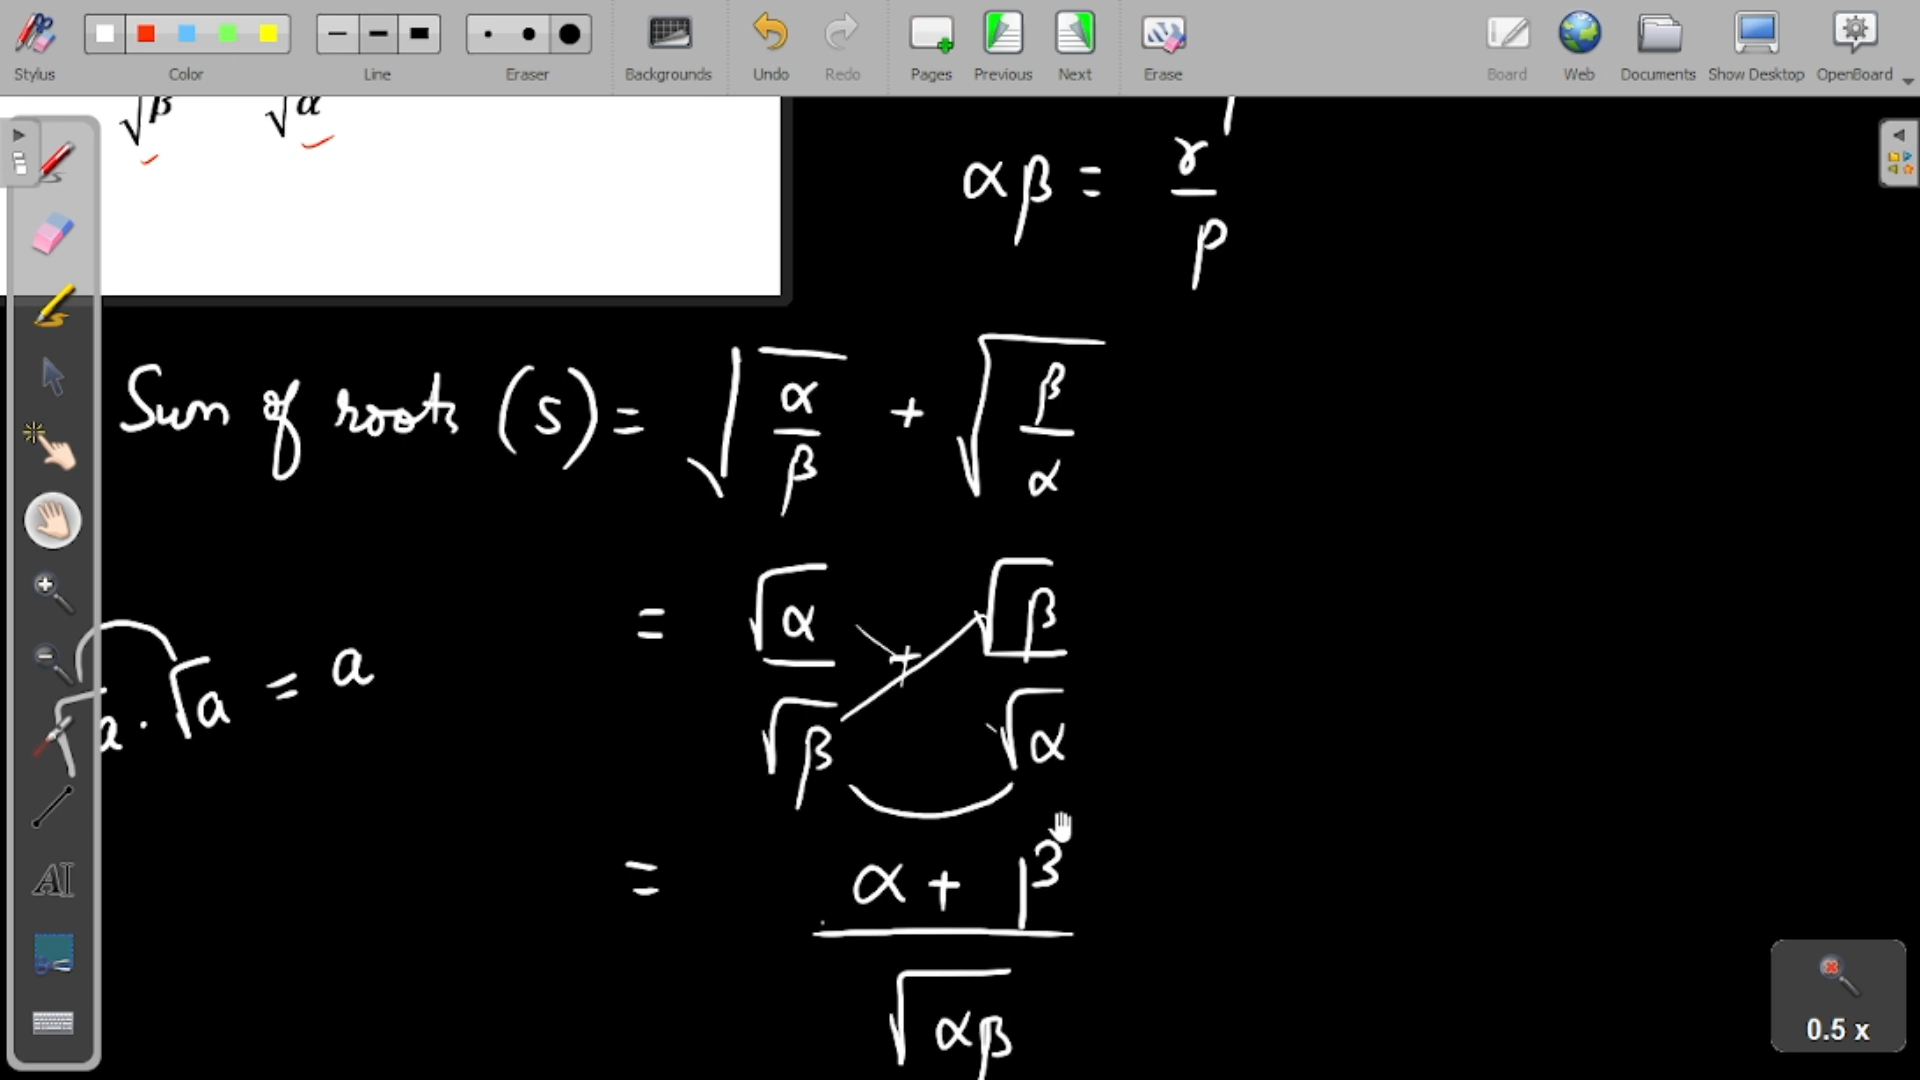 Stylus Color Line Eraser Backgrounds Undo Redo Pages Previous Next Erase Board Web Documents Show Desktop OpenBoard
√β √α
αβ = r/p
Sum of roots (S) = √(α/β) + √(β/α)
= √α/√β + √β/√α
√a · √a = a
= (α + β)/√αβ
AI
0.5 x